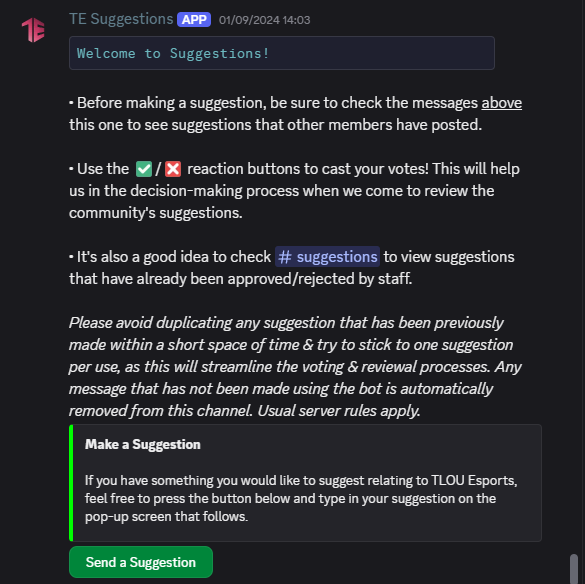 TE
TE Suggestions APP 01/09/2024 14:03
Welcome to Suggestions!
• Before making a suggestion, be sure to check the messages above
this one to see suggestions that other members have posted.
• Use the ✅/❌ reaction buttons to cast your votes! This will help
us in the decision-making process when we come to review the
community's suggestions.
• It's also a good idea to check # suggestions to view suggestions
that have already been approved/rejected by staff.
Please avoid duplicating any suggestion that has been previously
made within a short space of time & try to stick to one suggestion
per use, as this will streamline the voting & reviewal processes. Any
message that has not been made using the bot is automatically
removed from this channel. Usual server rules apply.
Make a Suggestion
If you have something you would like to suggest relating to TLOU Esports,
feel free to press the button below and type in your suggestion on the
pop-up screen that follows.
Send a Suggestion